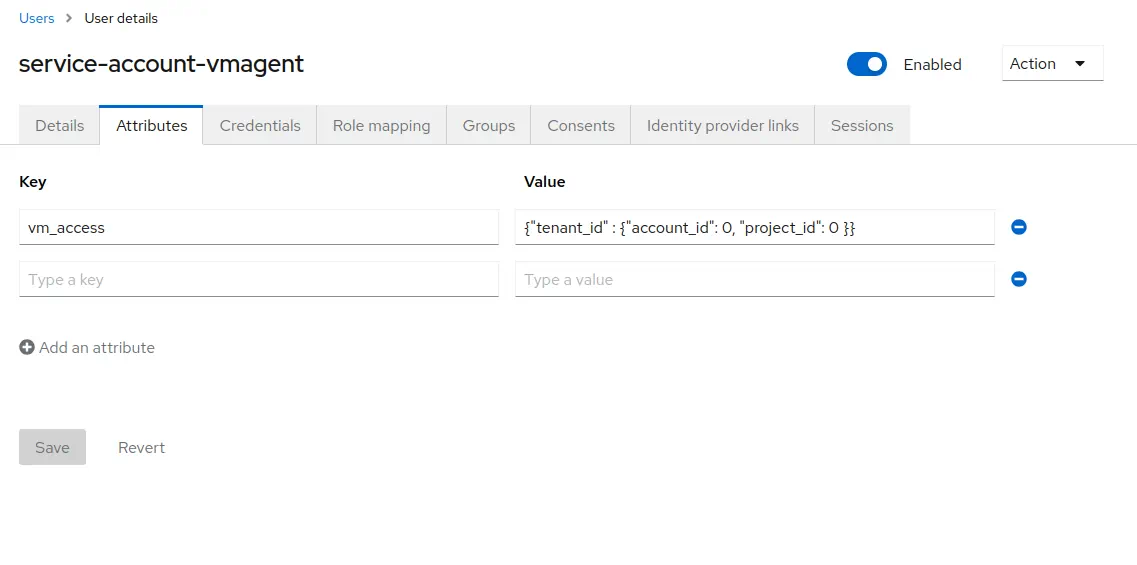 Users > User details
service-account-vmagent
Enabled
Action
Details Attributes Credentials Role mapping Groups Consents Identity provider links Sessions
Key Value
vm_access {"tenant_id" : {"account_id": 0, "project_id": 0 }}
Type a key Type a value
Add an attribute
Save Revert